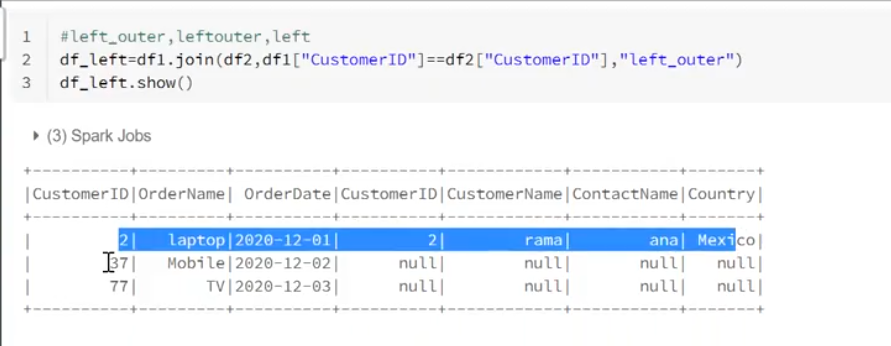 1 #left_outer,leftouter,left
2 df_left=df1.join(df2,df1["CustomerID"]==df2["CustomerID"],"left_outer")
3 df_left.show()
(3) Spark Jobs
+----------+---------+----------+----------+------------+-----------+-------+
|CustomerID|OrderName| OrderDate|CustomerID|CustomerName|ContactName|Country|
+----------+---------+----------+----------+------------+-----------+-------+
|         2|   laptop|2020-12-01|         2|        rama|        ana| Mexico|
|        37|   Mobile|2020-12-02|      null|        null|       null|   null|
|        77|       TV|2020-12-03|      null|        null|       null|   null|
+----------+---------+----------+----------+------------+-----------+-------+